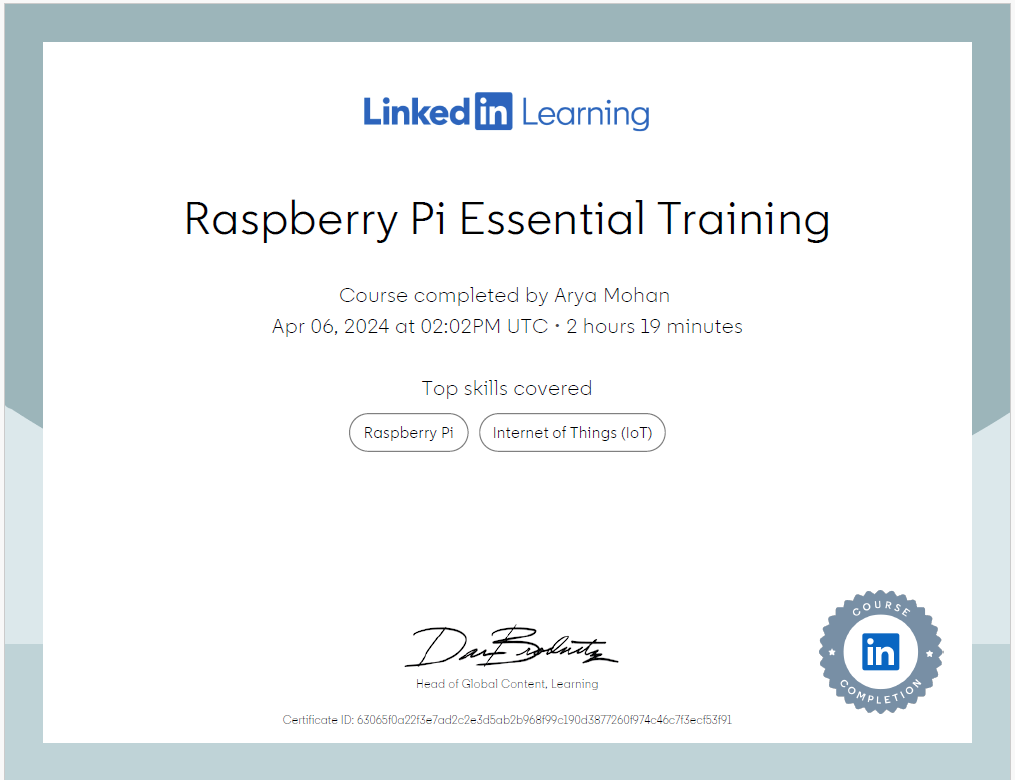 LinkedIn Learning
Raspberry Pi Essential Training
Course completed by Arya Mohan
Apr 06, 2024 at 02:02PM UTC • 2 hours 19 minutes
Top skills covered
Raspberry Pi Internet of Things (IoT)
Dan Brodnitz
Head of Global Content, Learning
Certificate ID: 63065f0a22f3e7ad2c2e3d5ab2b968f99c190d3877260f974c46c7f3ecf53f91
COURSE
in
COMPLETION